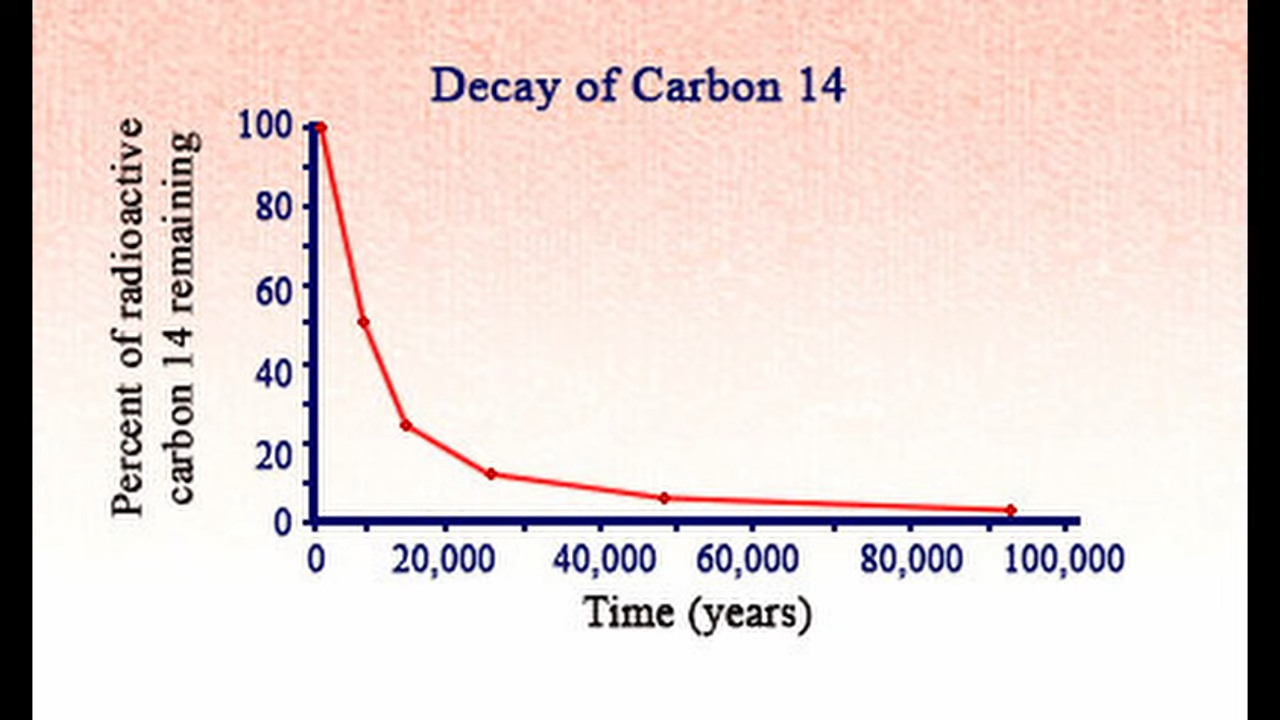 Decay of Carbon 14
Percent of radioactive
carbon 14 remaining
100
80
60
40
20
0
0 20,000 40,000 60,000 80,000 100,000
Time (years)